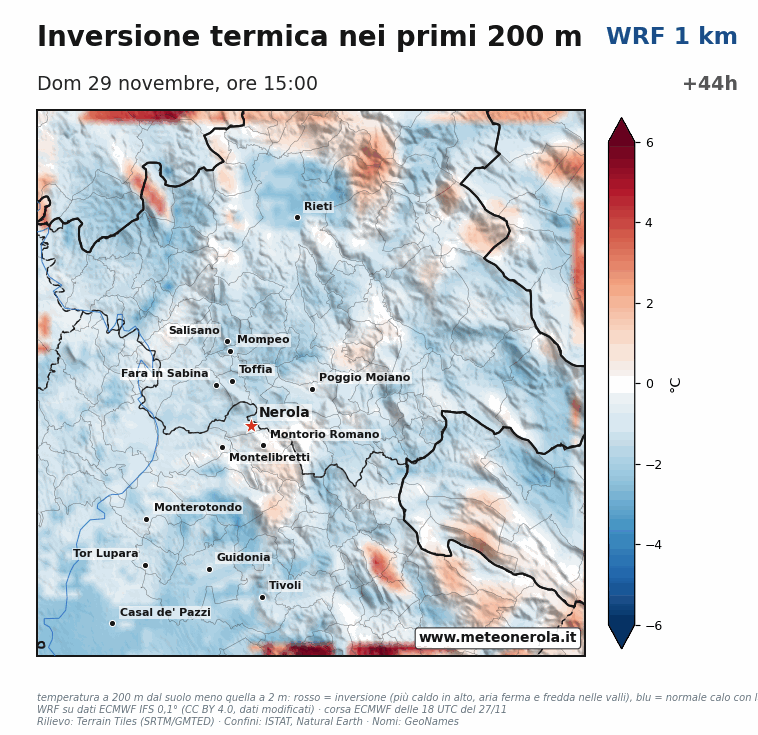 Inversione termica nei primi 200 m
WRF 1 km
Dom 29 novembre, ore 15:00
+44h
Rieti
Salisano
Mompeo
Toffia
Fara in Sabina
Poggio Moiano
Nerola
Montorio Romano
Montelibretti
Monterotondo
Tor Lupara
Guidonia
Tivoli
Casal de' Pazzi
www.meteonerola.it
6
4
2
0
−2
−4
−6
°C
temperatura a 200 m dal suolo meno quella a 2 m: rosso = inversione (più caldo in alto, aria ferma e fredda nelle valli), blu = normale calo con l
WRF su dati ECMWF IFS 0,1° (CC BY 4.0, dati modificati) · corsa ECMWF delle 18 UTC del 27/11
Rilievo: Terrain Tiles (SRTM/GMTED) · Confini: ISTAT, Natural Earth · Nomi: GeoNames